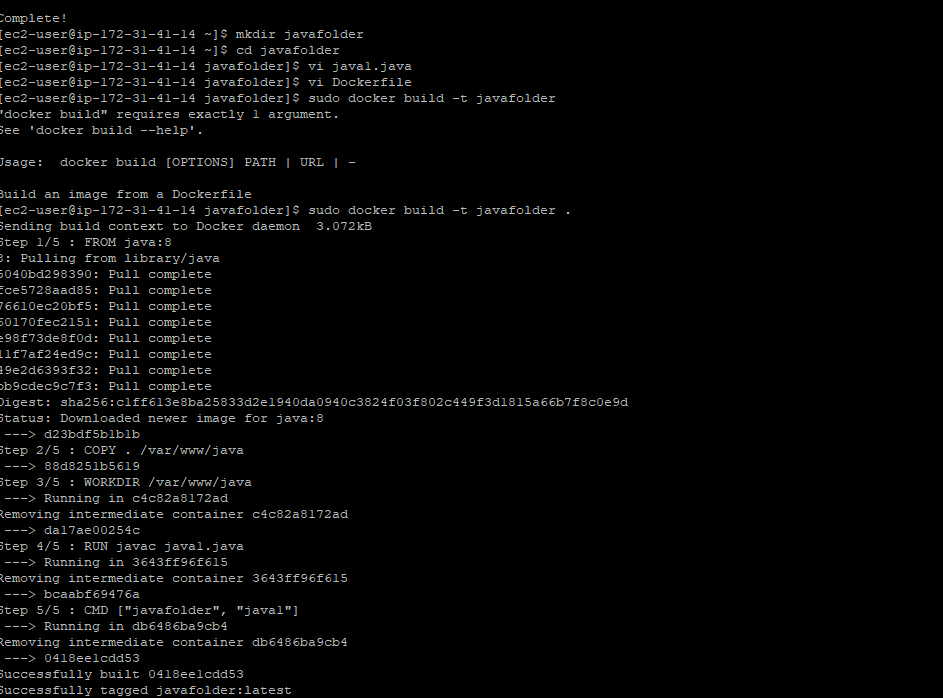 Complete!
[ec2-user@ip-172-31-41-14 ~]$ mkdir javafolder
[ec2-user@ip-172-31-41-14 ~]$ cd javafolder
[ec2-user@ip-172-31-41-14 javafolder]$ vi java1.java
[ec2-user@ip-172-31-41-14 javafolder]$ vi Dockerfile
[ec2-user@ip-172-31-41-14 javafolder]$ sudo docker build -t javafolder
"docker build" requires exactly 1 argument.
See 'docker build --help'.
Usage:  docker build [OPTIONS] PATH | URL | -
Build an image from a Dockerfile
[ec2-user@ip-172-31-41-14 javafolder]$ sudo docker build -t javafolder .
Sending build context to Docker daemon  3.072kB
Step 1/5 : FROM java:8
8: Pulling from library/java
5040bd298390: Pull complete
fce5728aad85: Pull complete
76610ec20bf5: Pull complete
60170fec2151: Pull complete
e98f73de8f0d: Pull complete
11f7af24ed9c: Pull complete
49e2d6393f32: Pull complete
bb9cdec9c7f3: Pull complete
Digest: sha256:c1ff613e8ba25833d2e1940da0940c3824f03f802c449f3d1815a66b7f8c0e9d
Status: Downloaded newer image for java:8
---> d23bdf5b1b1b
Step 2/5 : COPY . /var/www/java
---> 88d8251b5619
Step 3/5 : WORKDIR /var/www/java
---> Running in c4c82a8172ad
Removing intermediate container c4c82a8172ad
---> da17ae00254c
Step 4/5 : RUN javac java1.java
---> Running in 3643ff96f615
Removing intermediate container 3643ff96f615
---> bcaabf69476a
Step 5/5 : CMD ["javafolder", "java1"]
---> Running in db6486ba9cb4
Removing intermediate container db6486ba9cb4
---> 0418ee1cdd53
Successfully built 0418ee1cdd53
Successfully tagged javafolder:latest